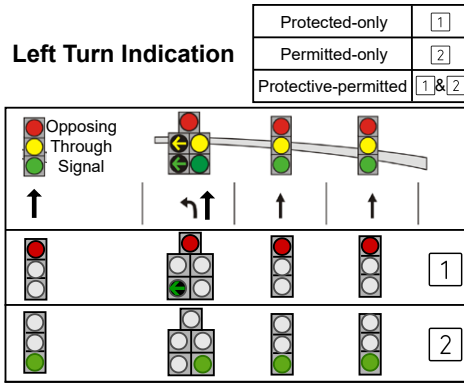 Left Turn Indication
Protected-only 1
Permitted-only 2
Protective-permitted 1&2
Opposing
Through
Signal
1
2